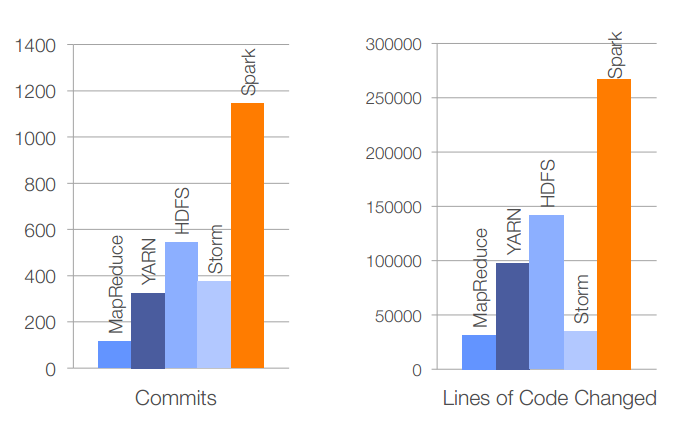 1400
1200
1000
800
600
400
200
0
MapReduce
YARN
HDFS
Storm
Spark
Commits
300000
250000
200000
150000
100000
50000
0
MapReduce
YARN
HDFS
Storm
Spark
Lines of Code Changed